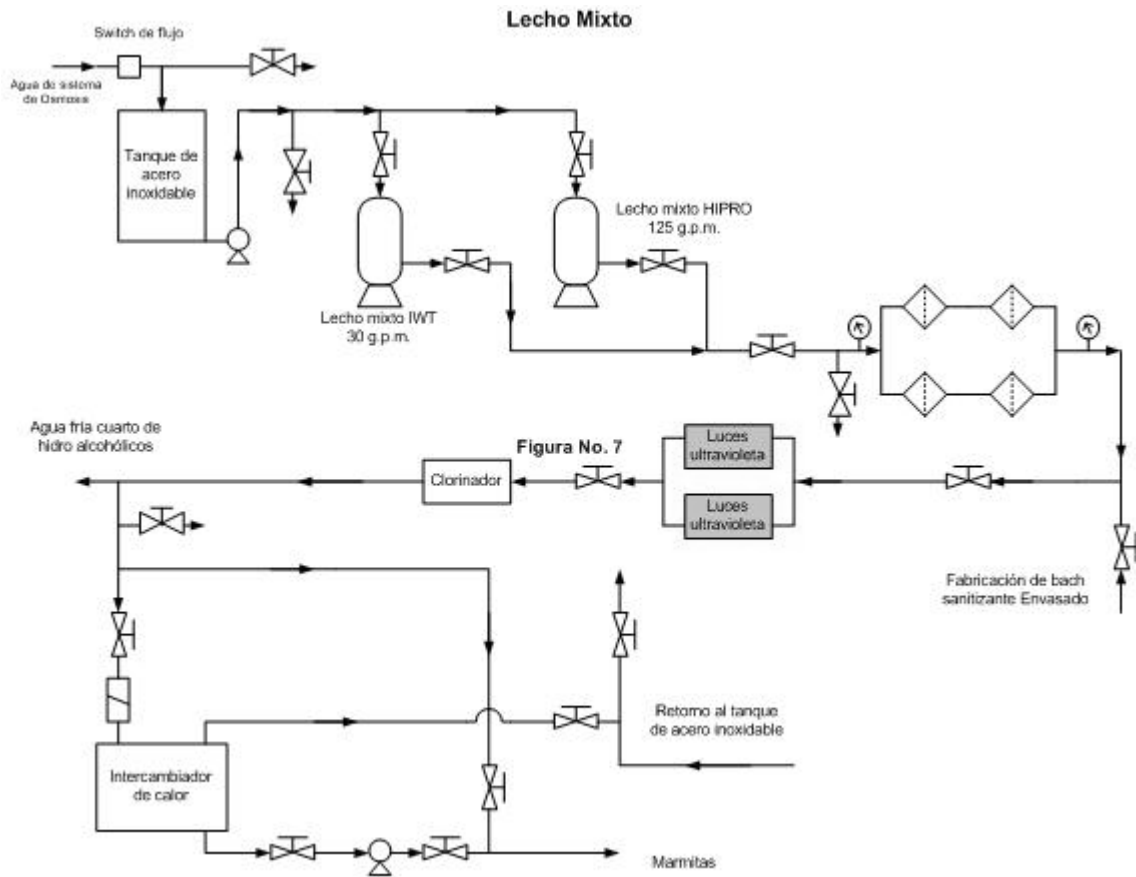 Lecho Mixto
Switch de flujo
Agua de sistema
de Osmosis
Tanque de
acero
inoxidable
Lecho mixto HIPRO
125 g.p.m.
Lecho mixto IWT
30 g.p.m.
Agua fría cuarto de
hidro alcohólicos
Figura No. 7
Luces
ultravioleta
Clorinador
Luces
ultravioleta
Fabricación de bach
sanitizante Envasado
Retorno al tanque
de acero inoxidable
Intercambiador
de calor
Marmitas